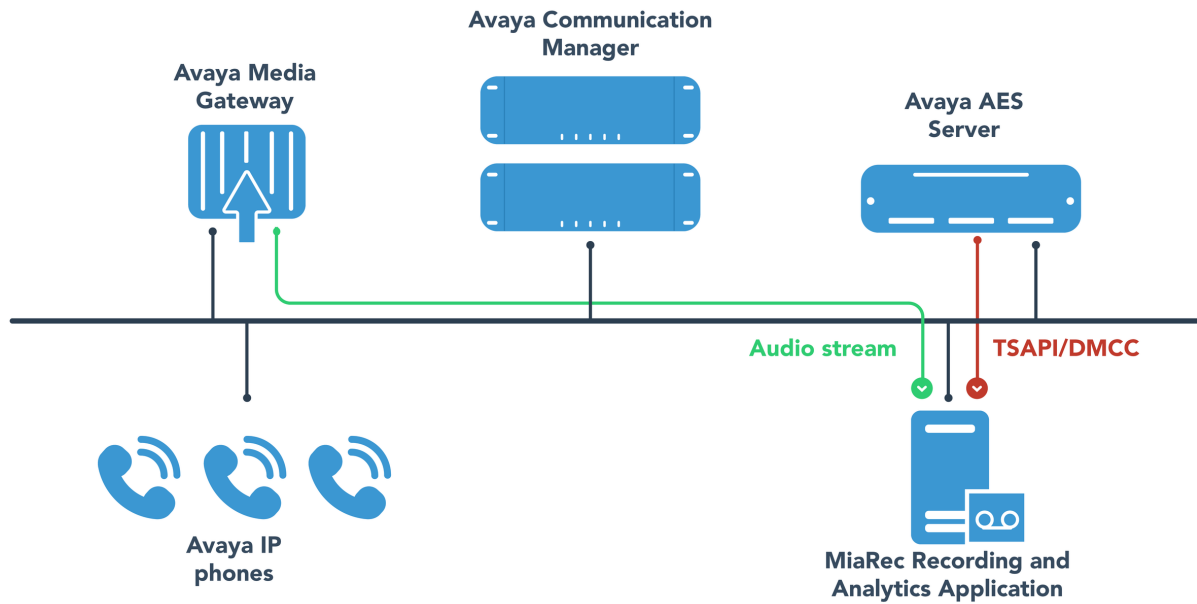 Avaya Communication
Manager
Avaya Media
Gateway
Avaya AES
Server
Audio stream
TSAPI/DMCC
Avaya IP
phones
MiaRec Recording and
Analytics Application